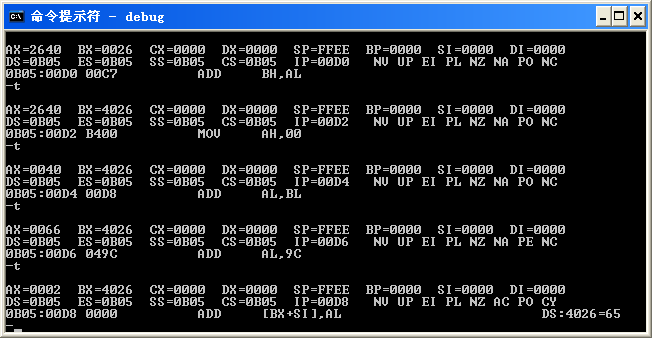 命令提示符 - debug
AX=2640  BX=0026  CX=0000  DX=0000  SP=FFEE  BP=0000  SI=0000  DI=0000
DS=0B05  ES=0B05  SS=0B05  CS=0B05  IP=00D0   NV UP EI PL NZ NA PO NC
0B05:00D0 00C7          ADD     BH,AL
-t
AX=2640  BX=4026  CX=0000  DX=0000  SP=FFEE  BP=0000  SI=0000  DI=0000
DS=0B05  ES=0B05  SS=0B05  CS=0B05  IP=00D2   NV UP EI PL NZ NA PO NC
0B05:00D2 B400          MOV     AH,00
-t
AX=0040  BX=4026  CX=0000  DX=0000  SP=FFEE  BP=0000  SI=0000  DI=0000
DS=0B05  ES=0B05  SS=0B05  CS=0B05  IP=00D4   NV UP EI PL NZ NA PO NC
0B05:00D4 00D8          ADD     AL,BL
-t
AX=0066  BX=4026  CX=0000  DX=0000  SP=FFEE  BP=0000  SI=0000  DI=0000
DS=0B05  ES=0B05  SS=0B05  CS=0B05  IP=00D6   NV UP EI PL NZ NA PE NC
0B05:00D6 049C          ADD     AL,9C
-t
AX=0002  BX=4026  CX=0000  DX=0000  SP=FFEE  BP=0000  SI=0000  DI=0000
DS=0B05  ES=0B05  SS=0B05  CS=0B05  IP=00D8   NV UP EI PL NZ AC PO CY
0B05:00D8 0000          ADD     [BX+SI],AL                         DS:4026=65
-